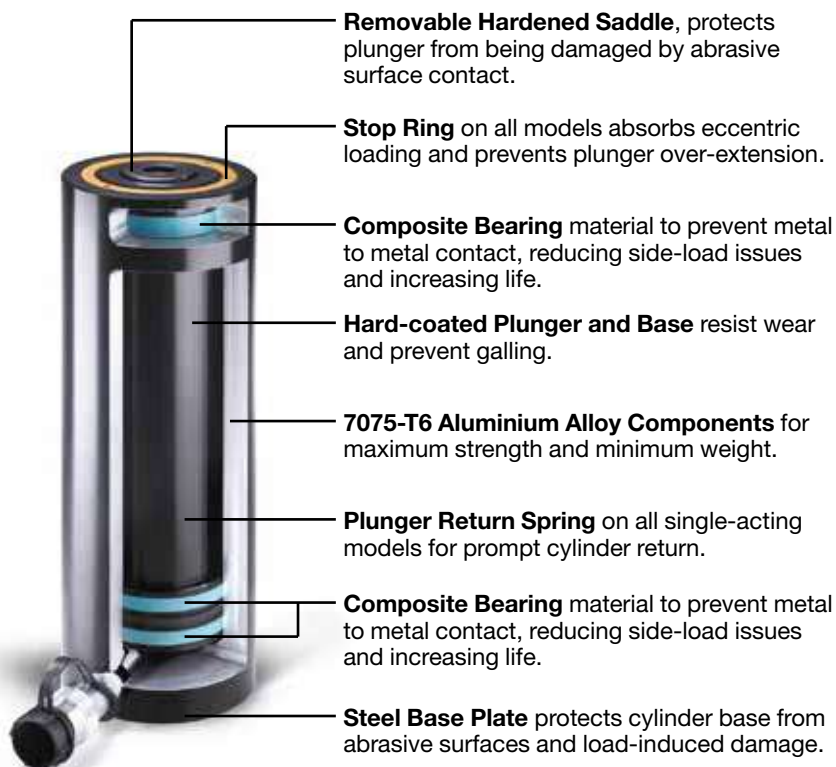 Removable Hardened Saddle, protects
plunger from being damaged by abrasive
surface contact.
Stop Ring on all models absorbs eccentric
loading and prevents plunger over-extension.
Composite Bearing material to prevent metal
to metal contact, reducing side-load issues
and increasing life.
Hard-coated Plunger and Base resist wear
and prevent galling.
7075-T6 Aluminium Alloy Components for
maximum strength and minimum weight.
Plunger Return Spring on all single-acting
models for prompt cylinder return.
Composite Bearing material to prevent metal
to metal contact, reducing side-load issues
and increasing life.
Steel Base Plate protects cylinder base from
abrasive surfaces and load-induced damage.